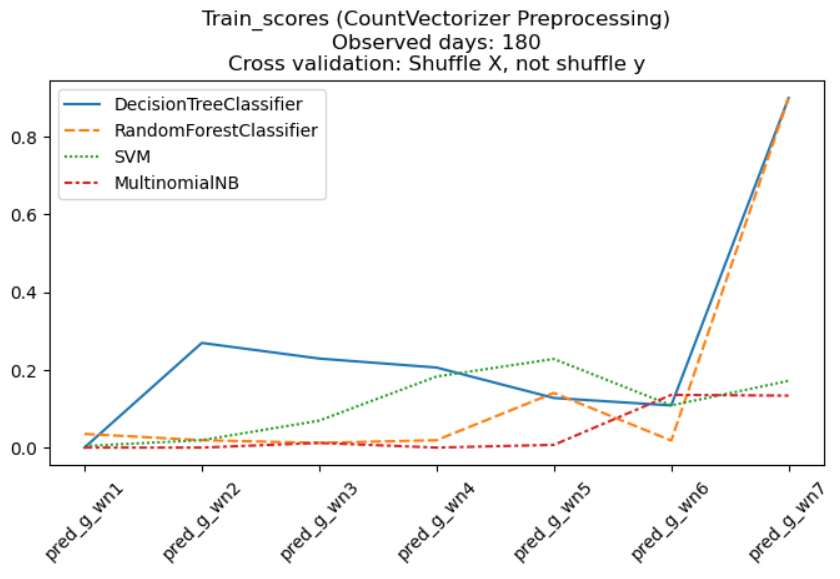 Train_scores (CountVectorizer Preprocessing)
Observed days: 180
Cross validation: Shuffle X, not shuffle y
DecisionTreeClassifier
RandomForestClassifier
SVM
MultinomialNB
0.8
0.6
0.4
0.2
0.0
pred_g_wn1
pred_g_wn2
pred_g_wn3
pred_g_wn4
pred_g_wn5
pred_g_wn6
pred_g_wn7